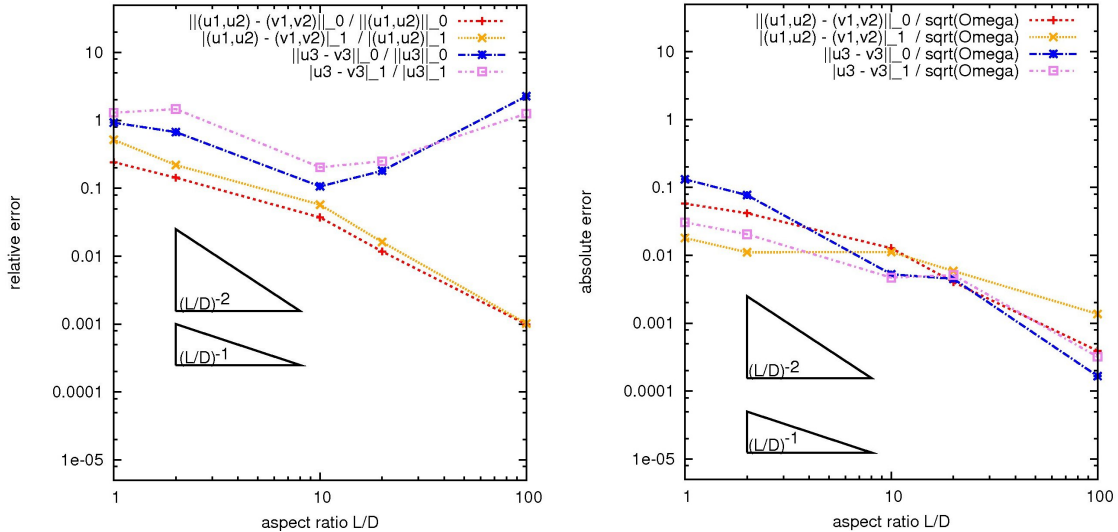 ||(u1,u2) - (v1,v2)||_0 / ||(u1,u2)||_0
|(u1,u2) - (v1,v2)|_1 / |(u1,u2)|_1
||u3 - v3||_0 / ||u3||_0
|u3 - v3|_1 / |u3|_1
10
1
0.1
0.01
0.001
0.0001
1e-05
relative error
(L/D)-2
(L/D)-1
1
10
100
aspect ratio L/D
||(u1,u2) - (v1,v2)||_0 / sqrt(Omega)
|(u1,u2) - (v1,v2)|_1 / sqrt(Omega)
||u3 - v3||_0 / sqrt(Omega)
|u3 - v3|_1 / sqrt(Omega)
10
1
0.1
0.01
0.001
0.0001
1e-05
absolute error
(L/D)-2
(L/D)-1
1
10
100
aspect ratio L/D